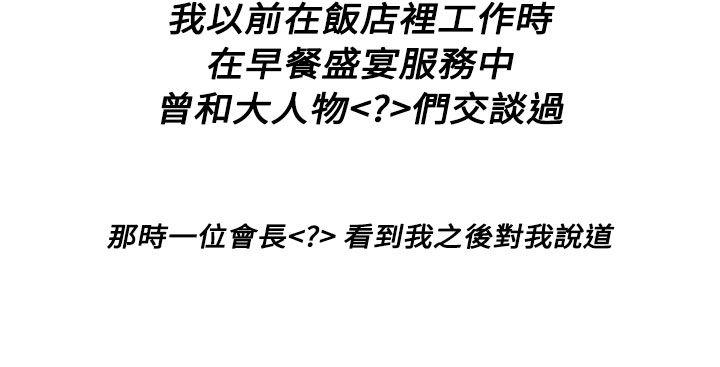 我以前在飯店裡工作時
在早餐盛宴服務中
曾和大人物<?>們交談過
那時一位會長<?> 看到我之後對我說道